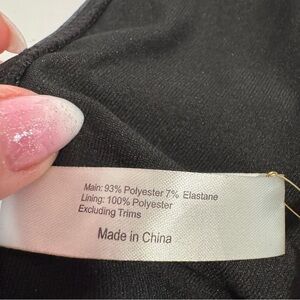 Main: 93% Polyester 7% Elastane
Lining: 100% Polyester
Excluding Trims
Made in China